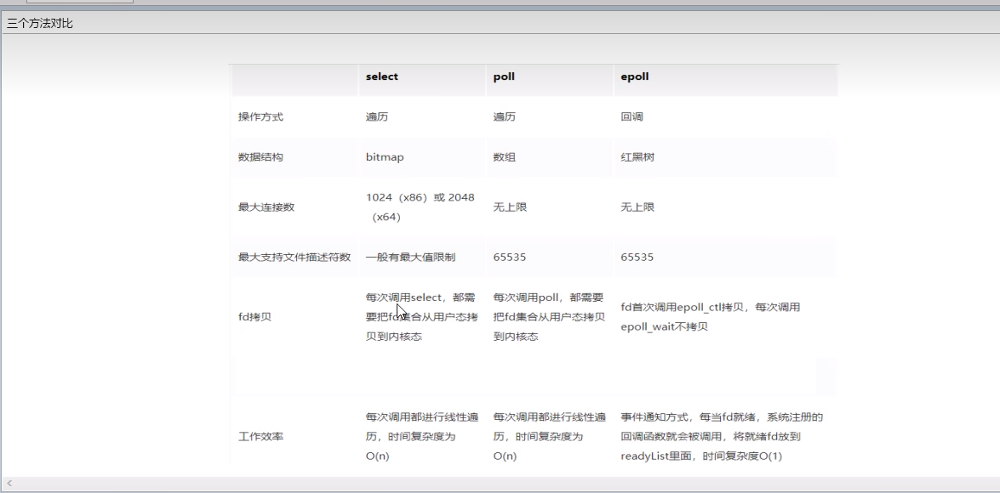 三个方法对比
select poll epoll
操作方式 遍历 遍历 回调
数据结构 bitmap 数组 红黑树
最大连接数 1024（x86）或 2048（x64） 无上限 无上限
最大支持文件描述符数 一般有最大值限制 65535 65535
fd拷贝 每次调用select，都需要把fd集合从用户态拷贝到内核态 每次调用poll，都需要把fd集合从用户态拷贝到内核态 fd首次调用epoll_ctl拷贝，每次调用epoll_wait不拷贝
工作效率 每次调用都进行线性遍历，时间复杂度为O(n) 每次调用都进行线性遍历，时间复杂度为O(n) 事件通知方式，每当fd就绪，系统注册的回调函数就会被调用，将就绪fd放到readyList里面，时间复杂度O(1)